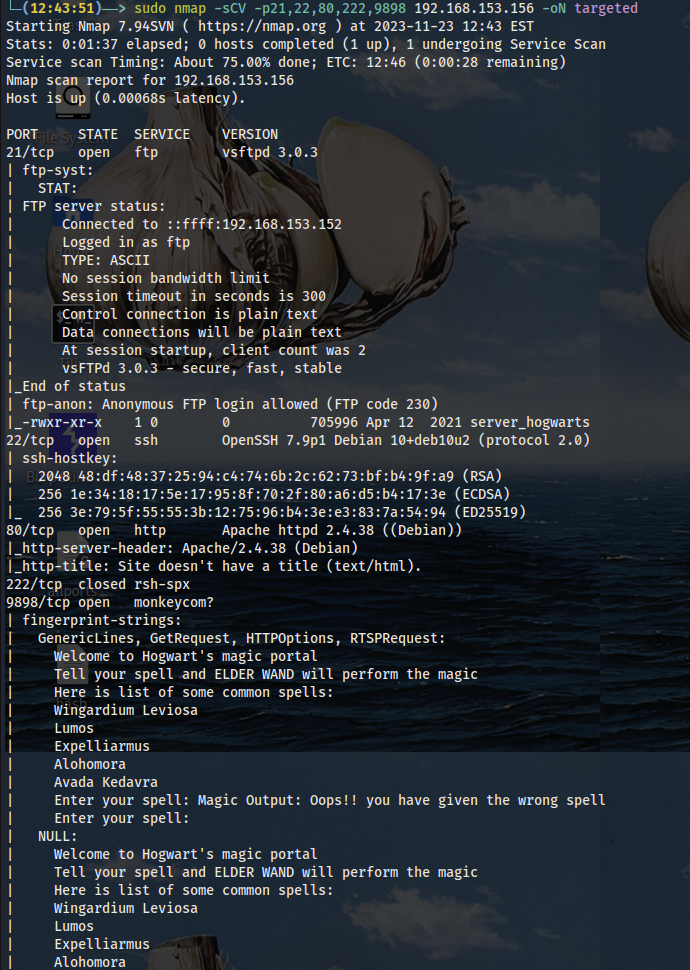 └─(12:43:51)──> sudo nmap -sCV -p21,22,80,222,9898 192.168.153.156 -oN targeted
Starting Nmap 7.94SVN ( https://nmap.org ) at 2023-11-23 12:43 EST
Stats: 0:01:37 elapsed; 0 hosts completed (1 up), 1 undergoing Service Scan
Service scan Timing: About 75.00% done; ETC: 12:46 (0:00:28 remaining)
Nmap scan report for 192.168.153.156
Host is up (0.00068s latency).
PORT     STATE  SERVICE    VERSION
21/tcp   open   ftp        vsftpd 3.0.3
| ftp-syst:
|   STAT:
| FTP server status:
|      Connected to ::ffff:192.168.153.152
|      Logged in as ftp
|      TYPE: ASCII
|      No session bandwidth limit
|      Session timeout in seconds is 300
|      Control connection is plain text
|      Data connections will be plain text
|      At session startup, client count was 2
|      vsFTPd 3.0.3 - secure, fast, stable
|_End of status
| ftp-anon: Anonymous FTP login allowed (FTP code 230)
|_-rwxr-xr-x    1 0        0          705996 Apr 12  2021 server_hogwarts
22/tcp   open   ssh        OpenSSH 7.9p1 Debian 10+deb10u2 (protocol 2.0)
| ssh-hostkey:
|   2048 48:df:48:37:25:94:c4:74:6b:2c:62:73:bf:b4:9f:a9 (RSA)
|   256 1e:34:18:17:5e:17:95:8f:70:2f:80:a6:d5:b4:17:3e (ECDSA)
|_  256 3e:79:5f:55:55:3b:12:75:96:b4:3e:e3:83:7a:54:94 (ED25519)
80/tcp   open   http       Apache httpd 2.4.38 ((Debian))
|_http-server-header: Apache/2.4.38 (Debian)
|_http-title: Site doesn't have a title (text/html).
222/tcp  closed rsh-spx
9898/tcp open   monkeycom?
| fingerprint-strings:
|   GenericLines, GetRequest, HTTPOptions, RTSPRequest:
|     Welcome to Hogwart's magic portal
|     Tell your spell and ELDER WAND will perform the magic
|     Here is list of some common spells:
|     Wingardium Leviosa
|     Lumos
|     Expelliarmus
|     Alohomora
|     Avada Kedavra
|     Enter your spell: Magic Output: Oops!! you have given the wrong spell
|     Enter your spell:
|   NULL:
|     Welcome to Hogwart's magic portal
|     Tell your spell and ELDER WAND will perform the magic
|     Here is list of some common spells:
|     Wingardium Leviosa
|     Lumos
|     Expelliarmus
|     Alohomora